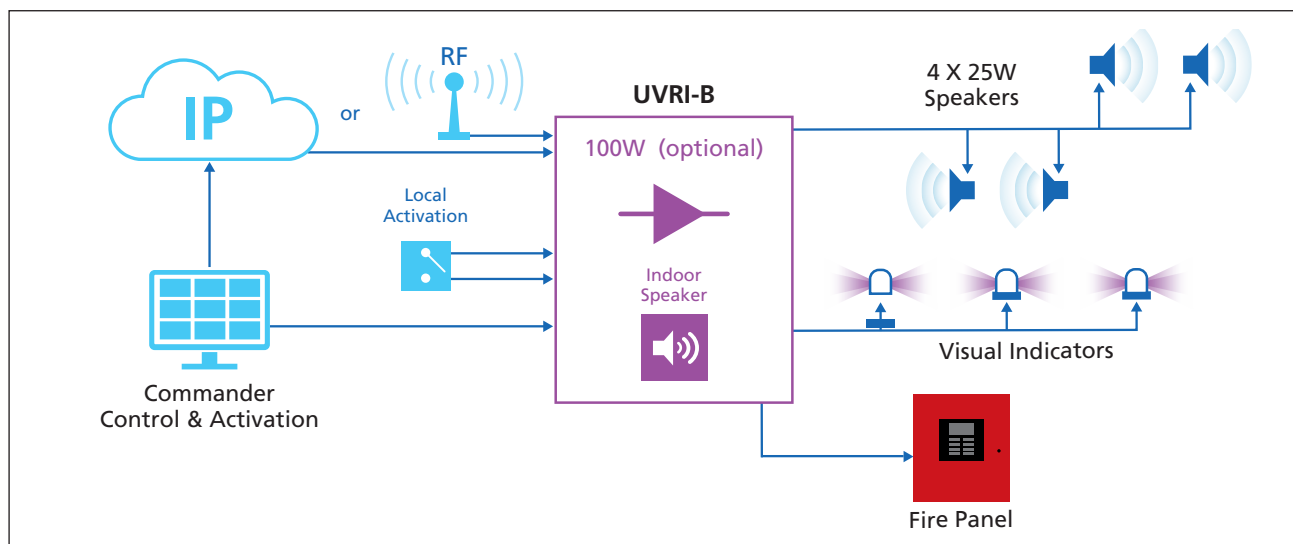 RF
IP
or
UVRI-B
4 X 25W
Speakers
100W (optional)
Local
Activation
Indoor
Speaker
Visual Indicators
Commander
Control & Activation
Fire Panel